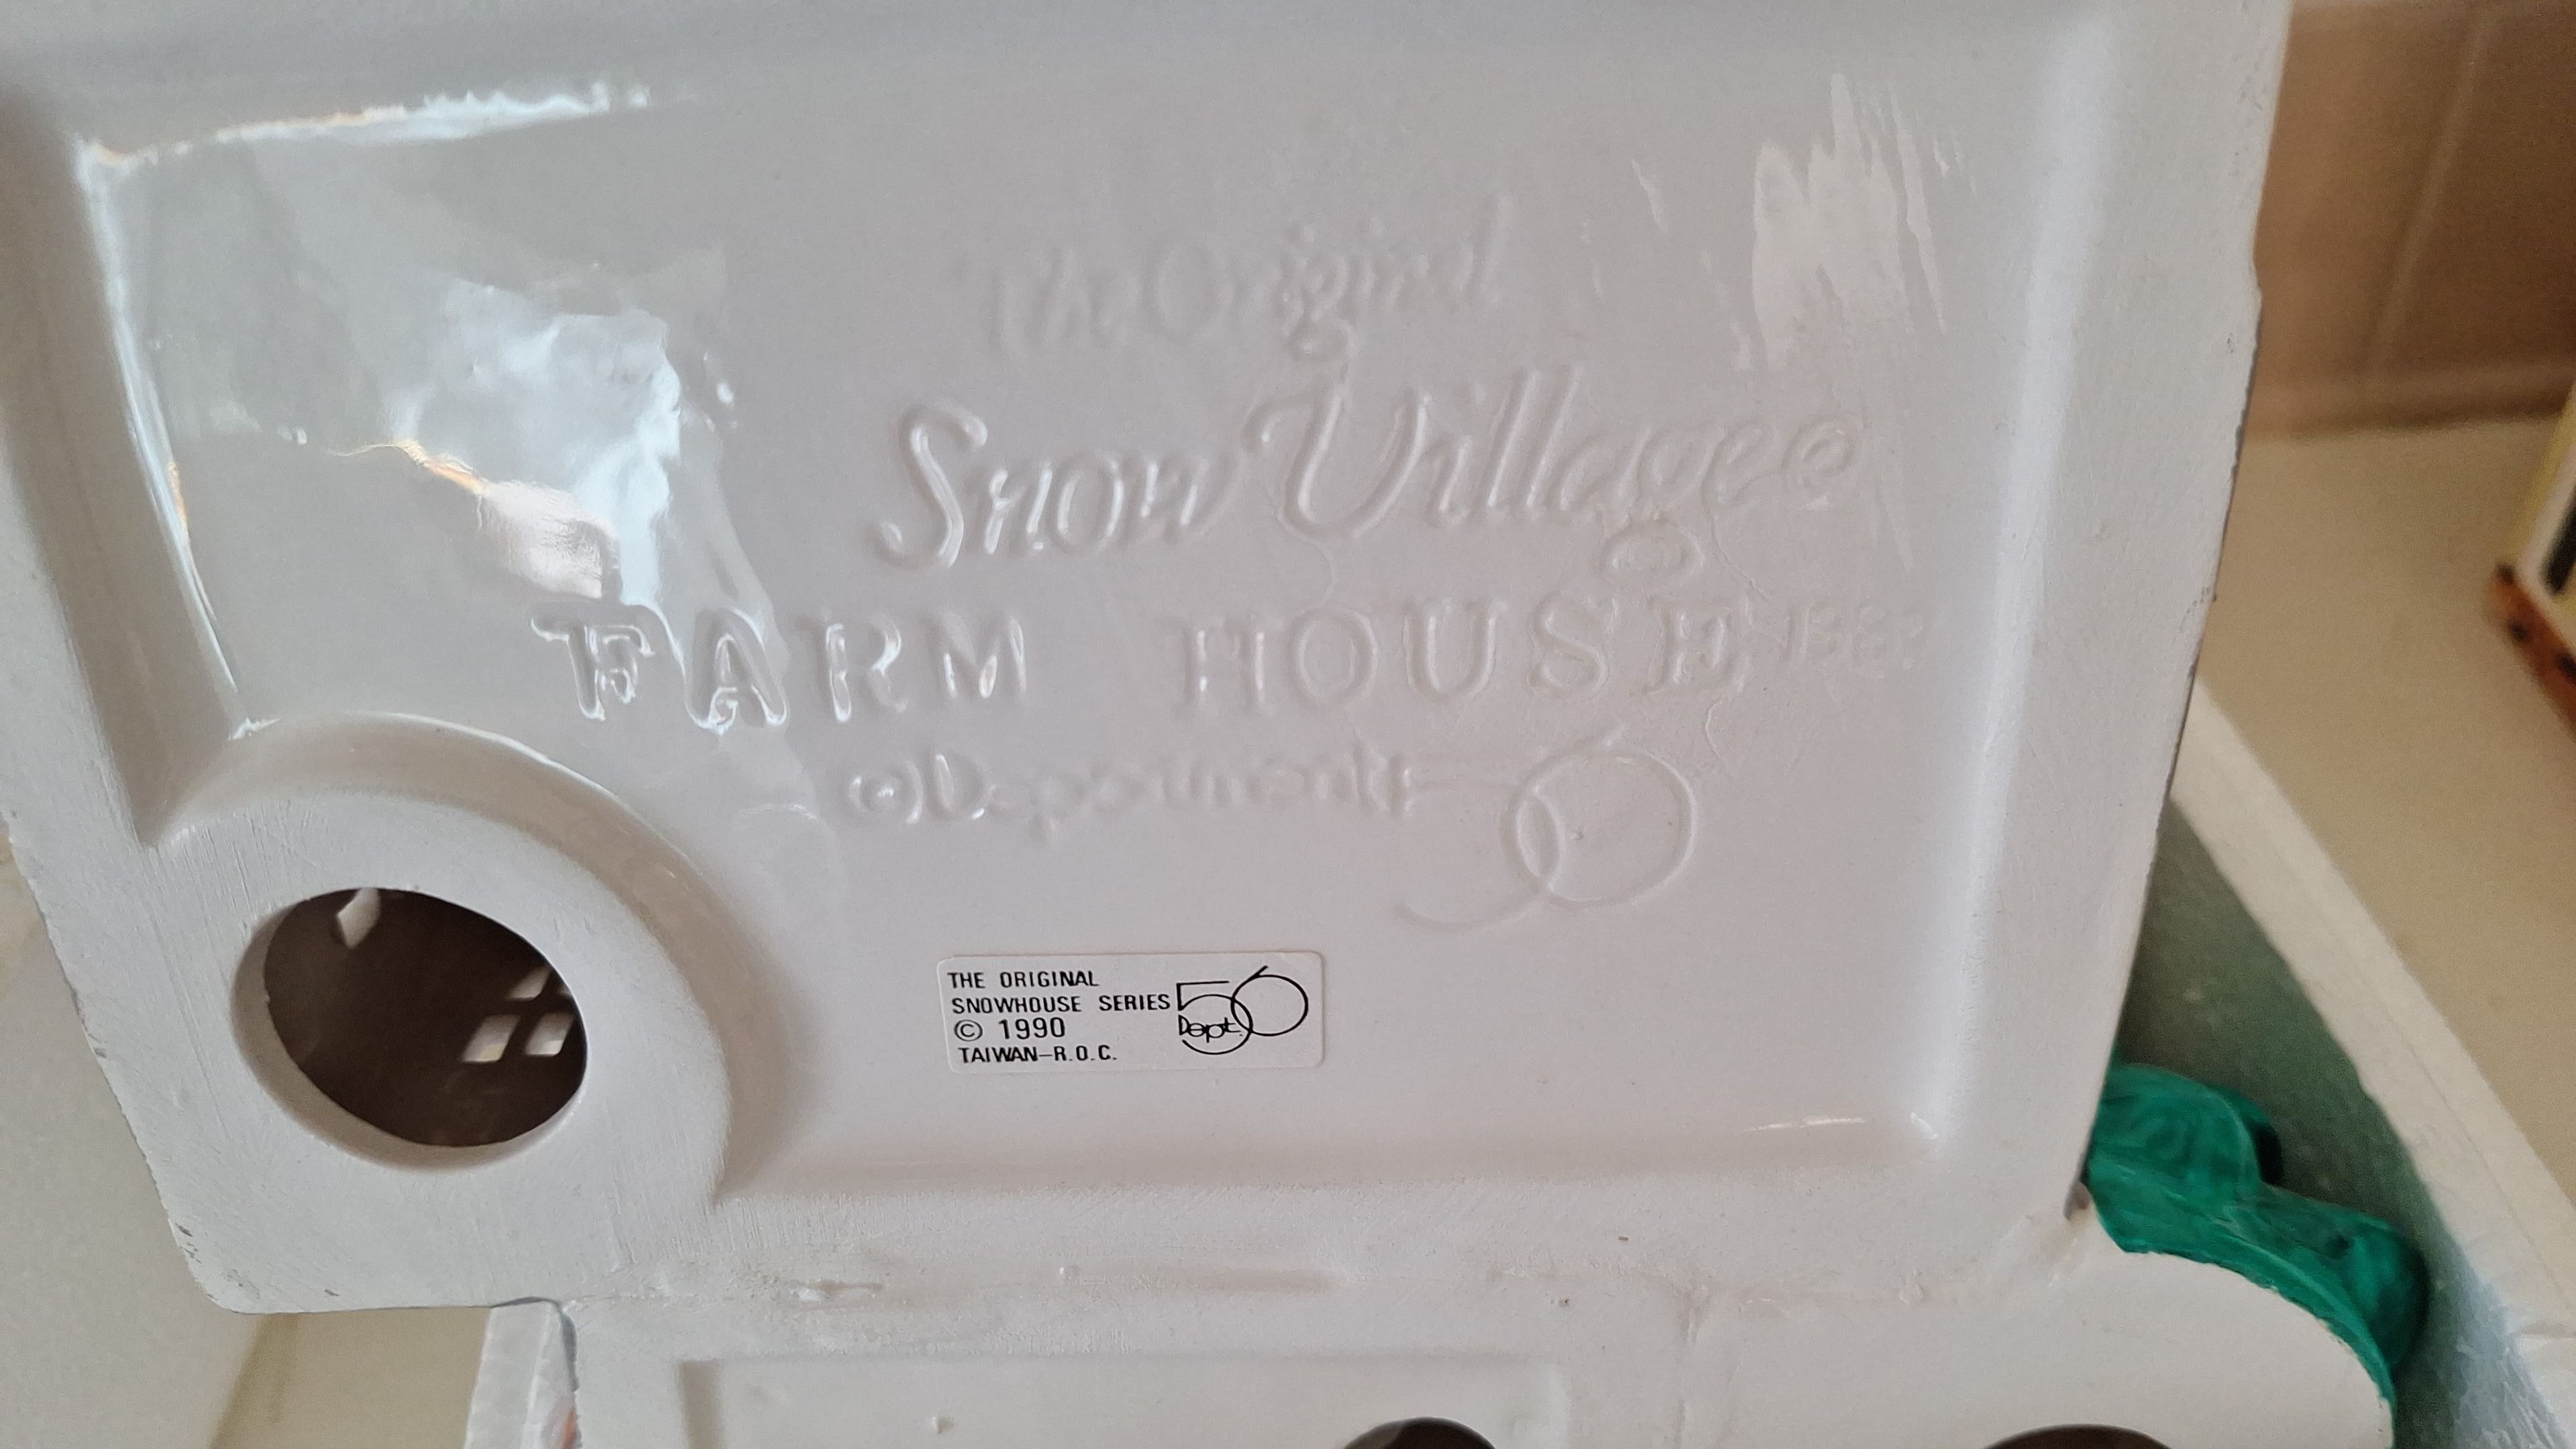 The Original
Snow Village®
©
FARM HOUSE
©Department 56
THE ORIGINAL
SNOWHOUSE SERIES
© 1990
TAIWAN-R.O.C.
Dept. 56